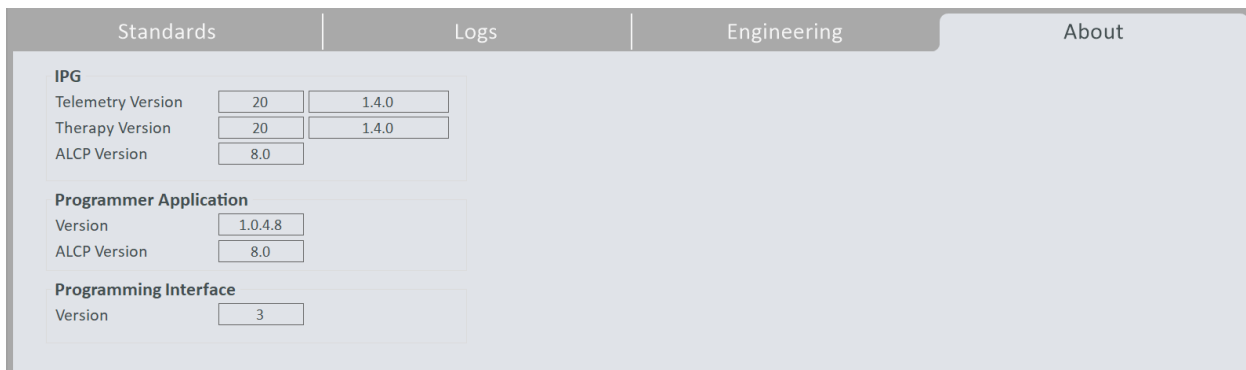 Standards Logs Engineering About
IPG
Telemetry Version 20 1.4.0
Therapy Version 20 1.4.0
ALCP Version 8.0
Programmer Application
Version 1.0.4.8
ALCP Version 8.0
Programming Interface
Version 3